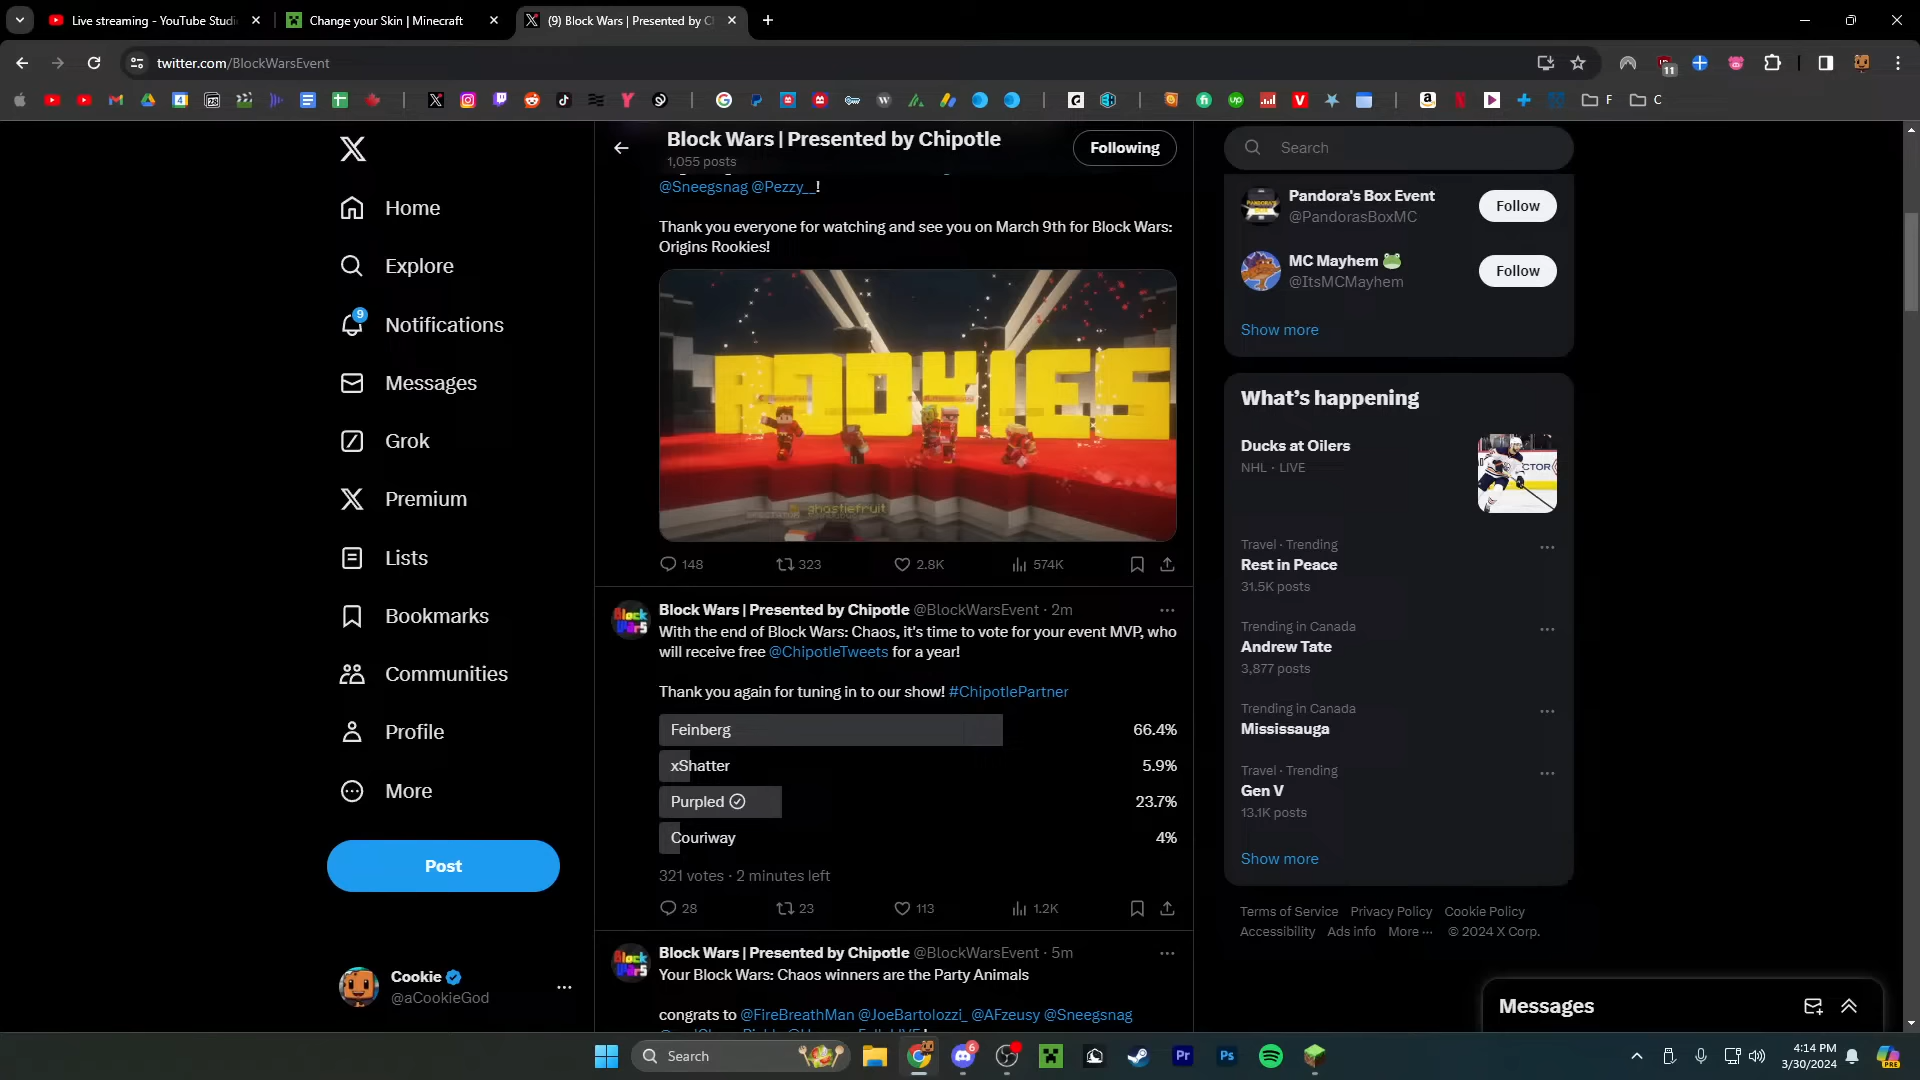 Live streaming - YouTube Studi
Change your Skin | Minecraft
(9) Block Wars | Presented by C
twitter.com/BlockWarsEvent
11
F
C
Block Wars | Presented by Chipotle
1,055 posts
Following
@Sneegsnag @Pezzy__!
Thank you everyone for watching and see you on March 9th for Block Wars:
Origins Rookies!
ROOKIES
ghastlefruit
148
323
2.8K
574K
Home
Explore
9
Notifications
Messages
Grok
Premium
Lists
Bookmarks
Communities
Profile
More
Post
Cookie
@aCookieGod
Block Wars | Presented by Chipotle @BlockWarsEvent · 2m
With the end of Block Wars: Chaos, it's time to vote for your event MVP, who
will receive free @ChipotleTweets for a year!
Thank you again for tuning in to our show! #ChipotlePartner
Feinberg 66.4%
xShatter 5.9%
Purpled 23.7%
Couriway 4%
321 votes · 2 minutes left
28
23
113
1.2K
Block Wars | Presented by Chipotle @BlockWarsEvent · 5m
Your Block Wars: Chaos winners are the Party Animals
congrats to @FireBreathMan @JoeBartolozzi_ @AFzeusy @Sneegsnag
Search
Pandora's Box Event
@PandorasBoxMC
Follow
MC Mayhem
@ItsMCMayhem
Follow
Show more
What's happening
Ducks at Oilers
NHL · LIVE
Travel · Trending
Rest in Peace
31.5K posts
Trending in Canada
Andrew Tate
3,877 posts
Trending in Canada
Mississauga
Travel · Trending
Gen V
13.1K posts
Show more
Terms of Service Privacy Policy Cookie Policy
Accessibility Ads info More ··· © 2024 X Corp.
Messages
Search
6
Pr
Ps
4:14 PM
3/30/2024
PRE